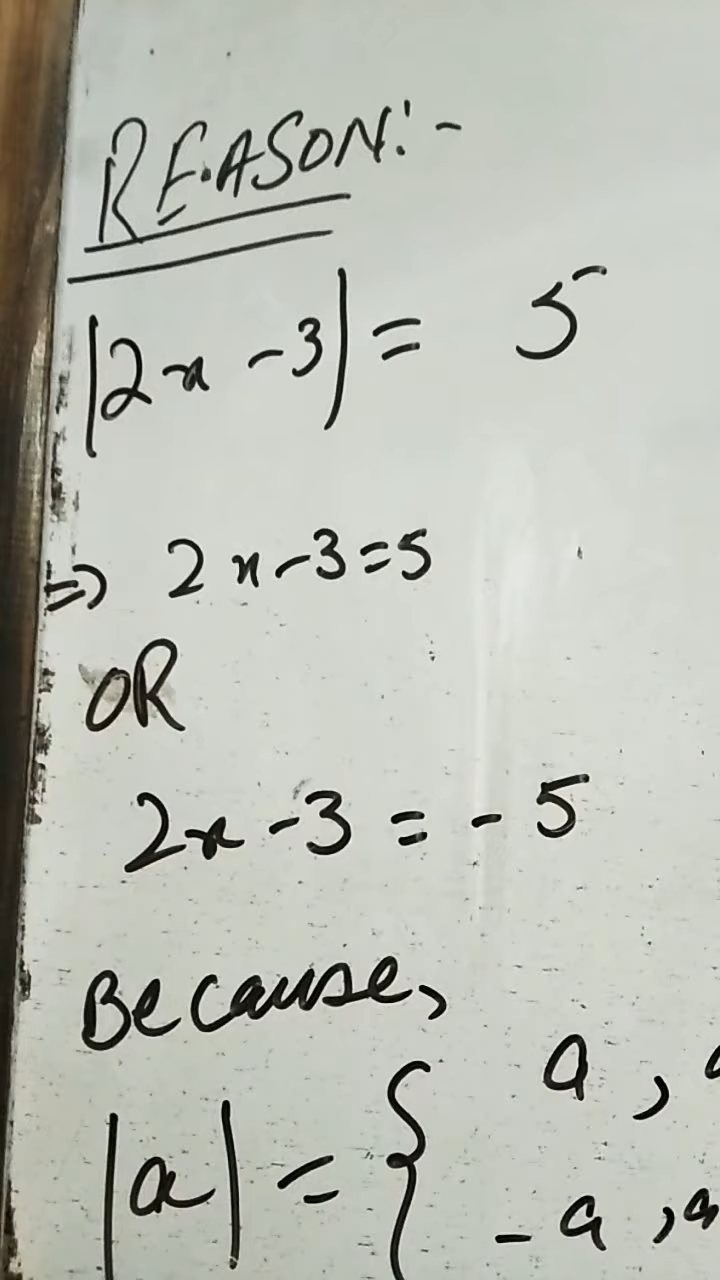 REASON:-
|2x-3| = 5
⇒ 2x-3=5
OR
2x-3 = -5
Because,
|a| = { a ,
-a , a